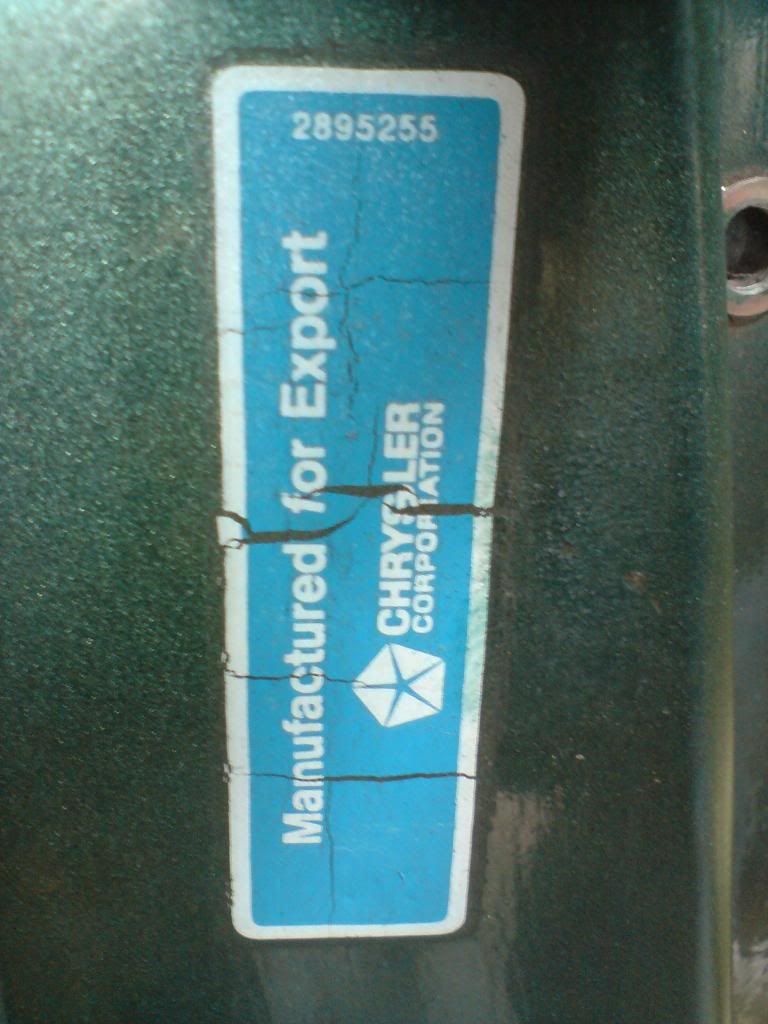 2895255
Manufactured for Export
CHRYSLER
CORPORATION